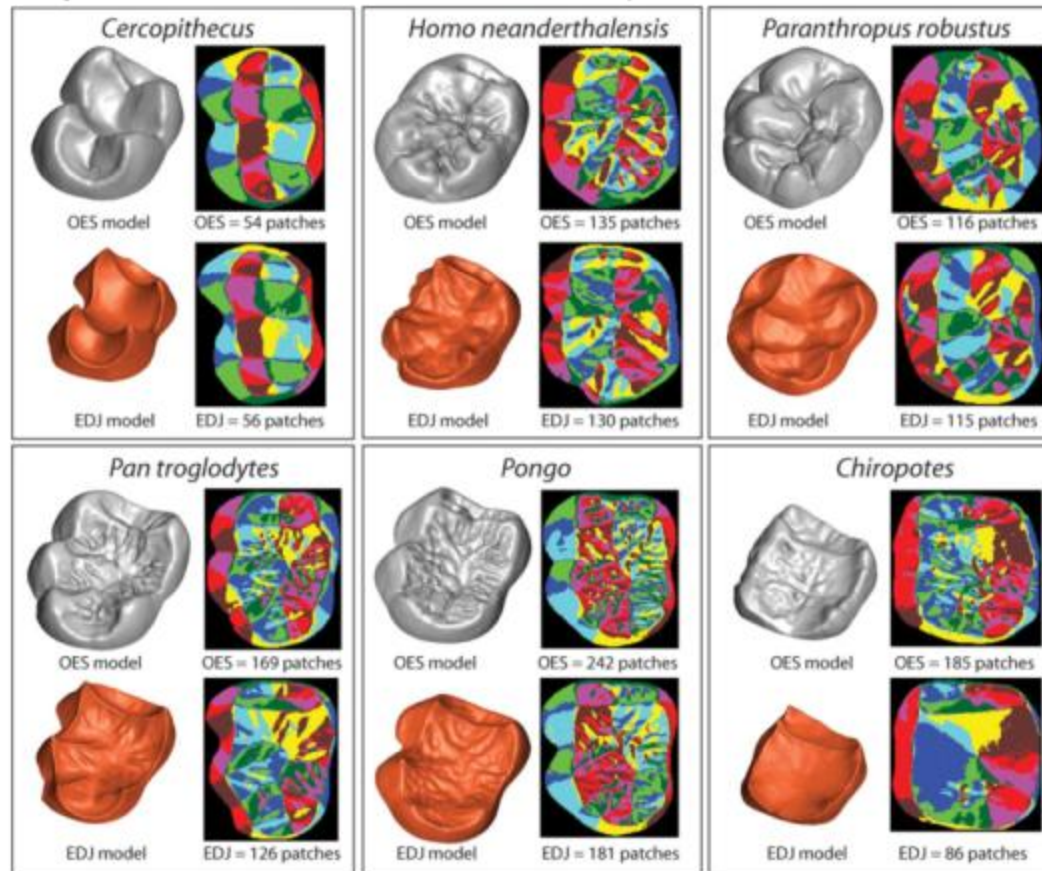 Cercopithecus
OES model
OES = 54 patches
EDJ model
EDJ = 56 patches
Homo neanderthalensis
OES model
OES = 135 patches
EDJ model
EDJ = 130 patches
Paranthropus robustus
OES model
OES = 116 patches
EDJ model
EDJ = 115 patches
Pan troglodytes
OES model
OES = 169 patches
EDJ model
EDJ = 126 patches
Pongo
OES model
OES = 242 patches
EDJ model
EDJ = 181 patches
Chiropotes
OES model
OES = 185 patches
EDJ model
EDJ = 86 patches